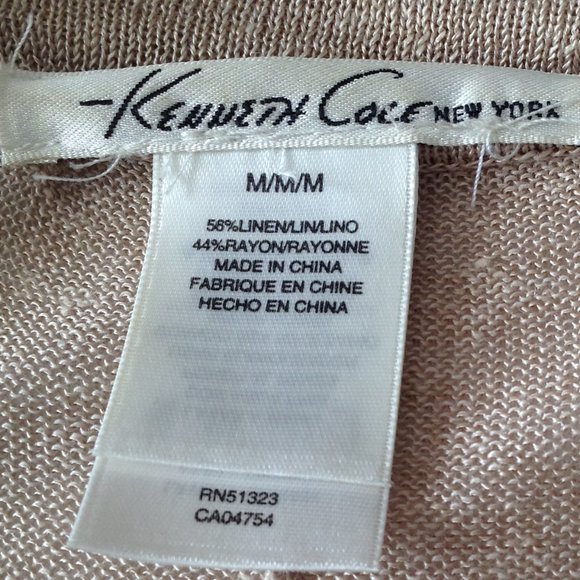 -KENNETH COLE NEW YORK
M/M/M
56%LINEN/LIN/LINO
44%RAYON/RAYONNE
MADE IN CHINA
FABRIQUE EN CHINE
HECHO EN CHINA
RN51323
CA04754